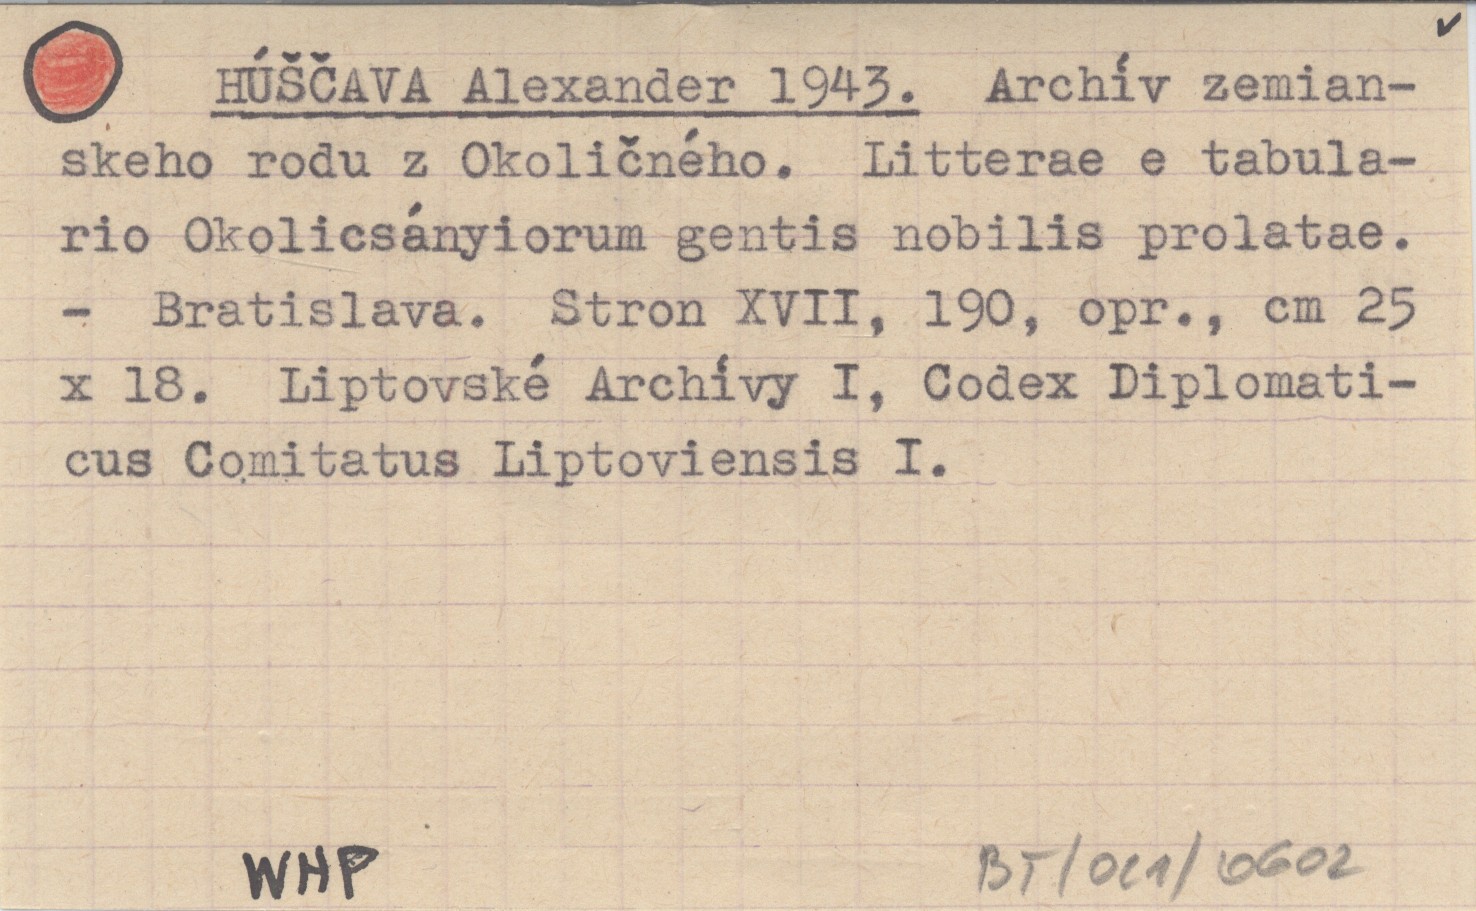 HÚŠČAVA Alexander 1943. Archív zemian-
skeho rodu z Okoličného. Litterae e tabula-
rio Okolicsányiorum gentis nobilis prolatae.
- Bratislava. Stron XVII, 190, opr., cm 25
x 18. Liptovské Archívy I, Codex Diplomati-
cus Comitatus Liptoviensis I.
WHP
BT/011/0602